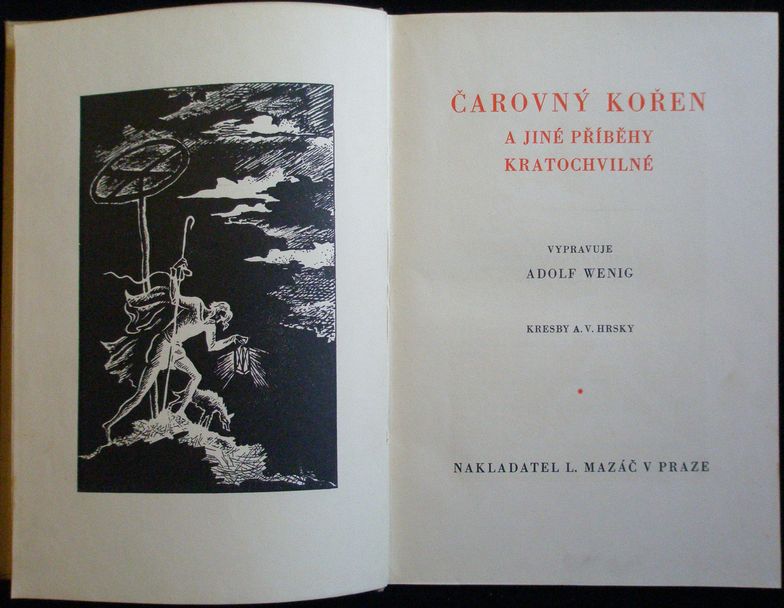 ČAROVNÝ KOŘEN
A JINÉ PŘÍBĚHY
KRATOCHVILNÉ
VYPRAVUJE
ADOLF WENIG
KRESBY A. V. HRSKY
NAKLADATEL L. MAZÁČ V PRAZE